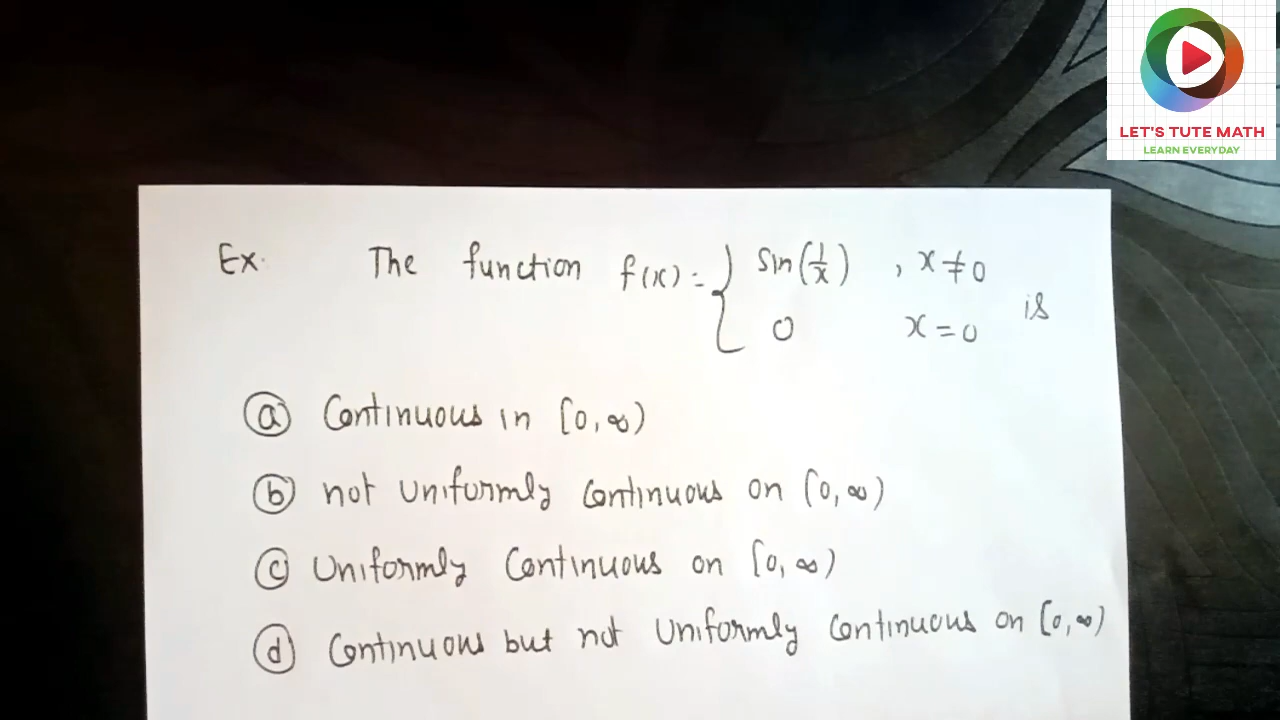 LET'S TUTE MATH
LEARN EVERYDAY
Ex. The function f(x) = { sin(1/x) , x ≠ 0
0 x = 0 is
(a) Continuous in [0, ∞)
(b) not Uniformly Continuous on [0, ∞)
(c) Uniformly Continuous on [0, ∞)
(d) Continuous but not Uniformly Continuous on [0, ∞)